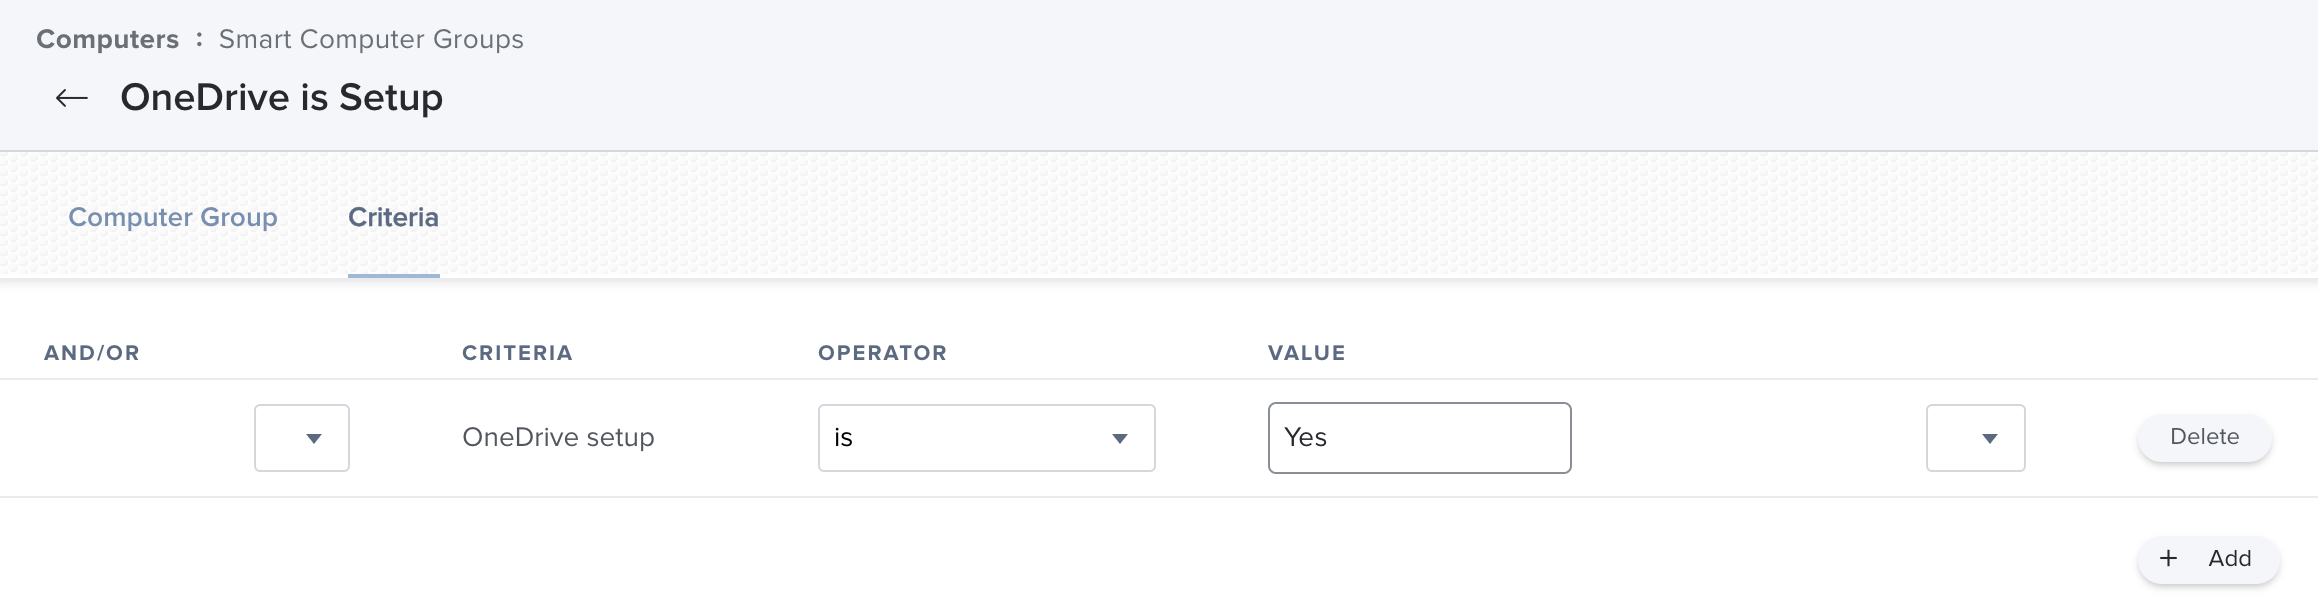 Computers : Smart Computer Groups
← OneDrive is Setup
Computer Group Criteria
AND/OR CRITERIA OPERATOR VALUE
OneDrive setup is Yes Delete
+ Add